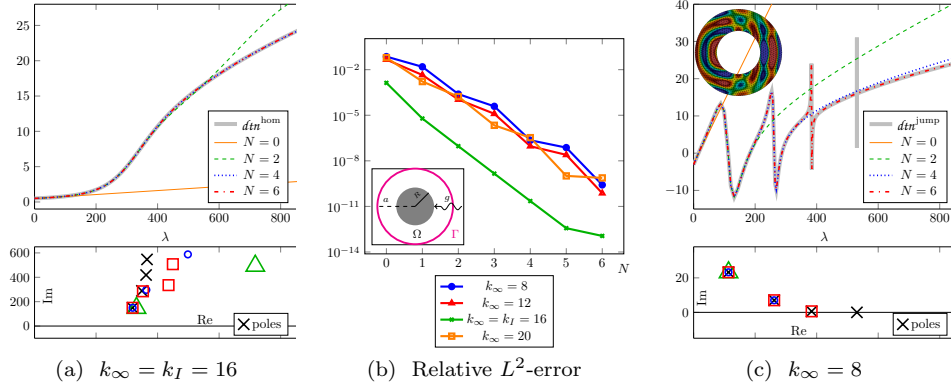 25
20
15
10
5
0
dtn^hom
N = 0
N = 2
N = 4
N = 6
0 200 400 600 800
λ
600
400
200
0
Im
Re
poles
(a) k∞ = k_I = 16
10^−2
10^−5
10^−8
10^−11
10^−14
a
R
g
Ω
Γ
0 1 2 3 4 5 6 N
k∞ = 8
k∞ = 12
k∞ = k_I = 16
k∞ = 20
(b) Relative L²-error
40
30
20
10
0
−10
dtn^jump
N = 0
N = 2
N = 4
N = 6
0 200 400 600 800
λ
20
0
Im
Re
poles
(c) k∞ = 8